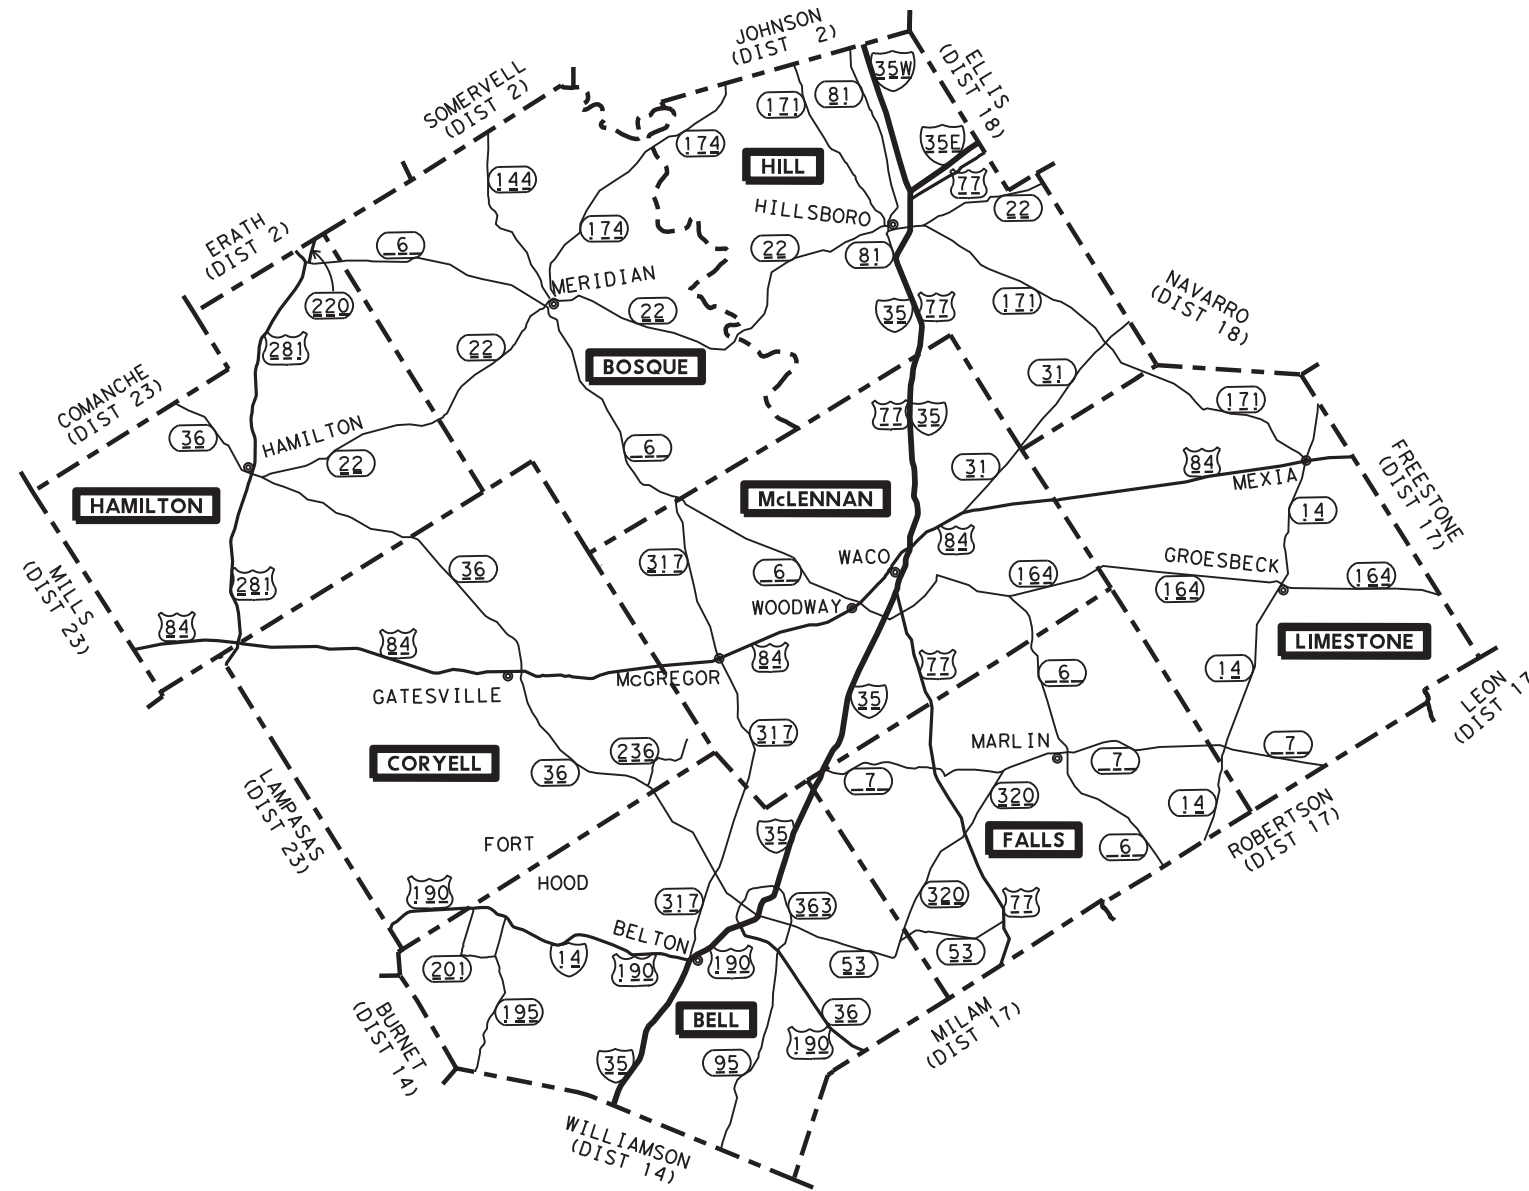 JOHNSON
(DIST 2)
35W
ELLIS
(DIST 18)
SOMERVELL
(DIST 2)
171
81
174
35E
HILL
144
77
22
HILLSBORO
ERATH
(DIST 2)
6
174
22
81
220
MERIDIAN
22
35
77
171
NAVARRO
(DIST 18)
281
22
BOSQUE
31
COMANCHE
(DIST 23)
171
77
35
36
HAMILTON
22
6
31
84
MEXIA
FREESTONE
(DIST 17)
HAMILTON
McLENNAN
14
84
WACO
317
36
6
164
GROESBECK
164
164
MILLS
(DIST 23)
281
WOODWAY
84
84
84
McGREGOR
77
6
14
LIMESTONE
GATESVILLE
35
LEON
(DIST 17
317
MARLIN
236
36
CORYELL
7
7
7
LAMPASAS
(DIST 23)
320
14
35
FALLS
6
ROBERTSON
(DIST 17)
FORT
HOOD
190
317
363
320
77
BELTON
201
14
190
190
53
53
BURNET
(DIST 14)
195
BELL
36
MILAM
(DIST 17)
190
35
95
WILLIAMSON
(DIST 14)